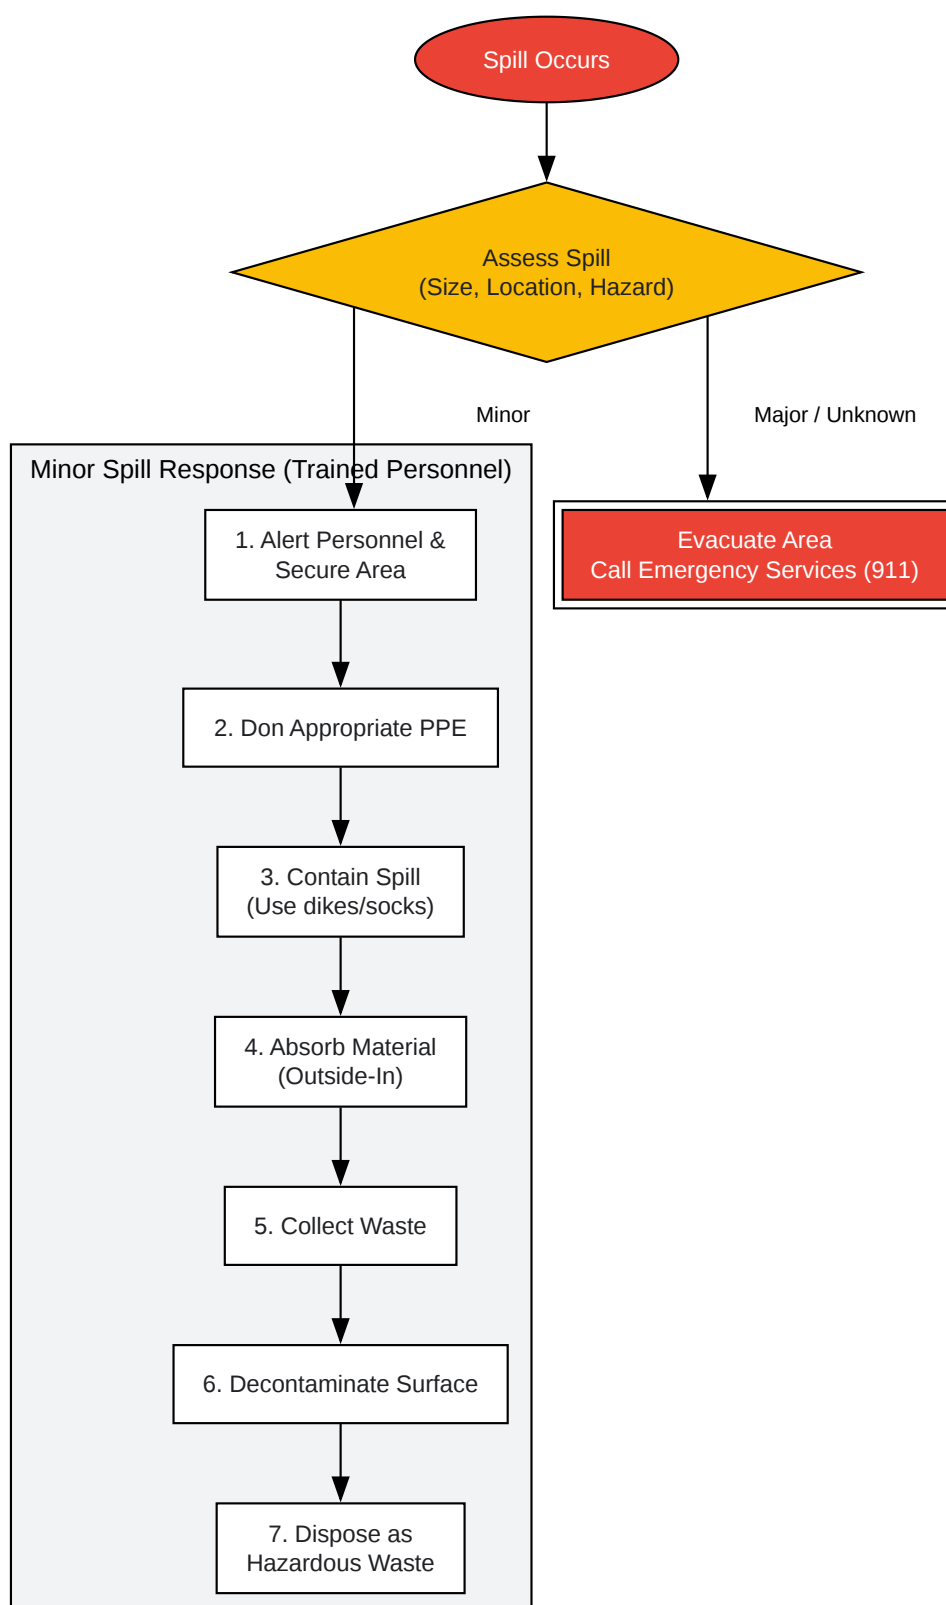 Spill Occurs
Assess Spill
(Size, Location, Hazard)
Minor
Major / Unknown
Minor Spill Response (Trained Personnel)
1. Alert Personnel &
Secure Area
Evacuate Area
Call Emergency Services (911)
2. Don Appropriate PPE
3. Contain Spill
(Use dikes/socks)
4. Absorb Material
(Outside-In)
5. Collect Waste
6. Decontaminate Surface
7. Dispose as
Hazardous Waste